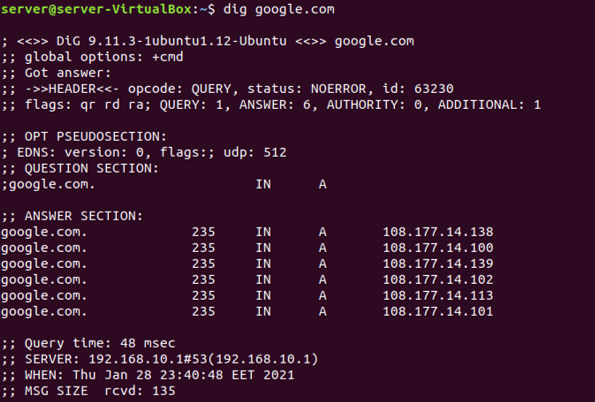 server@server-VirtualBox:~$ dig google.com
; <<>> DiG 9.11.3-1ubuntu1.12-Ubuntu <<>> google.com
;; global options: +cmd
;; Got answer:
;; ->>HEADER<<- opcode: QUERY, status: NOERROR, id: 63230
;; flags: qr rd ra; QUERY: 1, ANSWER: 6, AUTHORITY: 0, ADDITIONAL: 1
;; OPT PSEUDOSECTION:
; EDNS: version: 0, flags:; udp: 512
;; QUESTION SECTION:
;google.com. IN A
;; ANSWER SECTION:
google.com. 235 IN A 108.177.14.138
google.com. 235 IN A 108.177.14.100
google.com. 235 IN A 108.177.14.139
google.com. 235 IN A 108.177.14.102
google.com. 235 IN A 108.177.14.113
google.com. 235 IN A 108.177.14.101
;; Query time: 48 msec
;; SERVER: 192.168.10.1#53(192.168.10.1)
;; WHEN: Thu Jan 28 23:40:48 EET 2021
;; MSG SIZE rcvd: 135